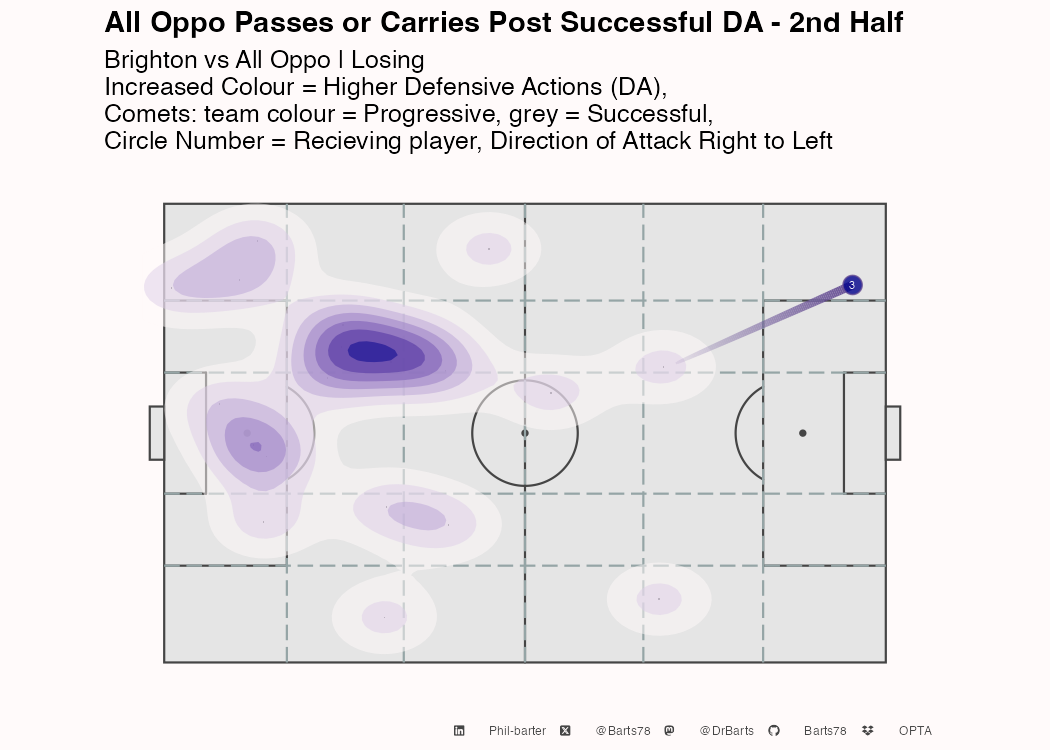 All Oppo Passes or Carries Post Successful DA - 2nd Half
Brighton vs All Oppo | Losing
Increased Colour = Higher Defensive Actions (DA),
Comets: team colour = Progressive, grey = Successful,
Circle Number = Recieving player, Direction of Attack Right to Left
3
Phil-barter @Barts78 @DrBarts Barts78 OPTA